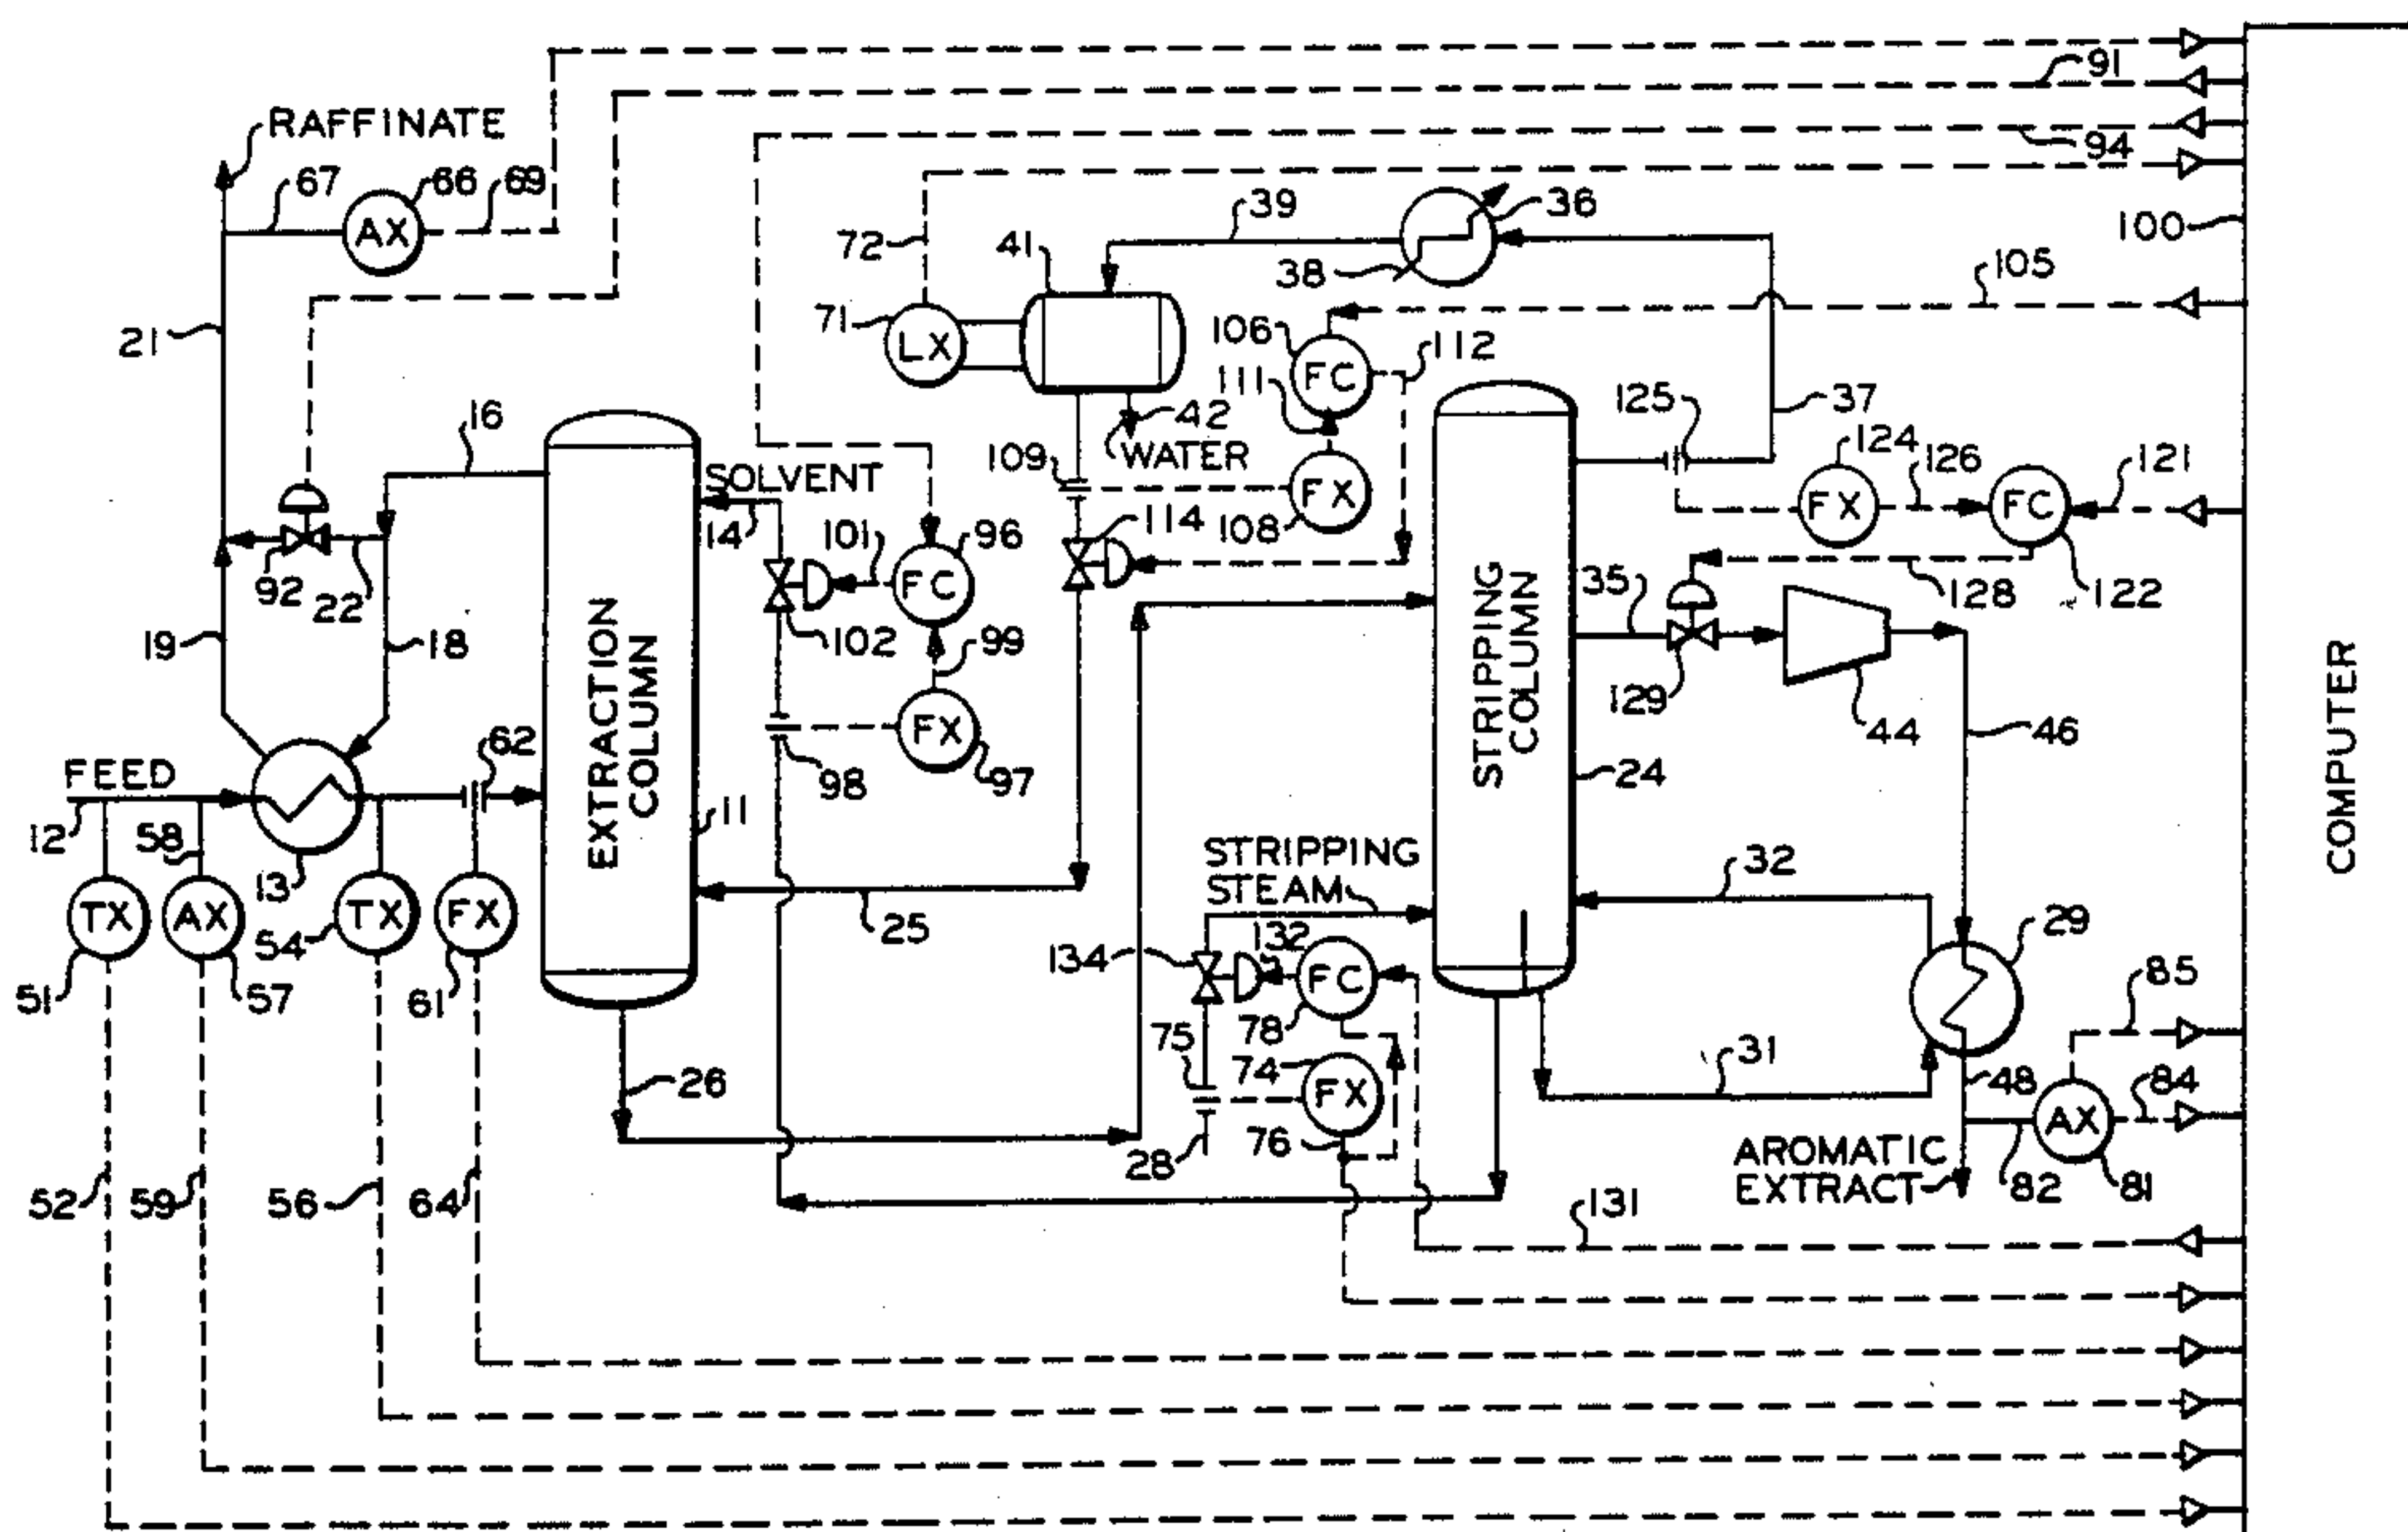 91
RAFFINATE
94
67
66
69
AX
39
36
100
72
41
38
105
21
71
LX
106
FC
112
111
16
42
125
37
SOLVENT
109
WATER
124
126
121
14
FX
FX
FC
101
96
114
108
92
22
FC
35
128
122
19
18
102
EXTRACTION
COLUMN
STRIPPING
COLUMN
99
129
44
46
62
FX
FEED
98
97
24
COMPUTER
12
58
11
13
STRIPPING
STEAM
32
TX
AX
TX
FX
54
25
134
132
FC
29
51
57
61
78
85
75
74
31
26
FX
48
84
AX
76
28
AROMATIC
EXTRACT
82
81
52
59
56
64
131